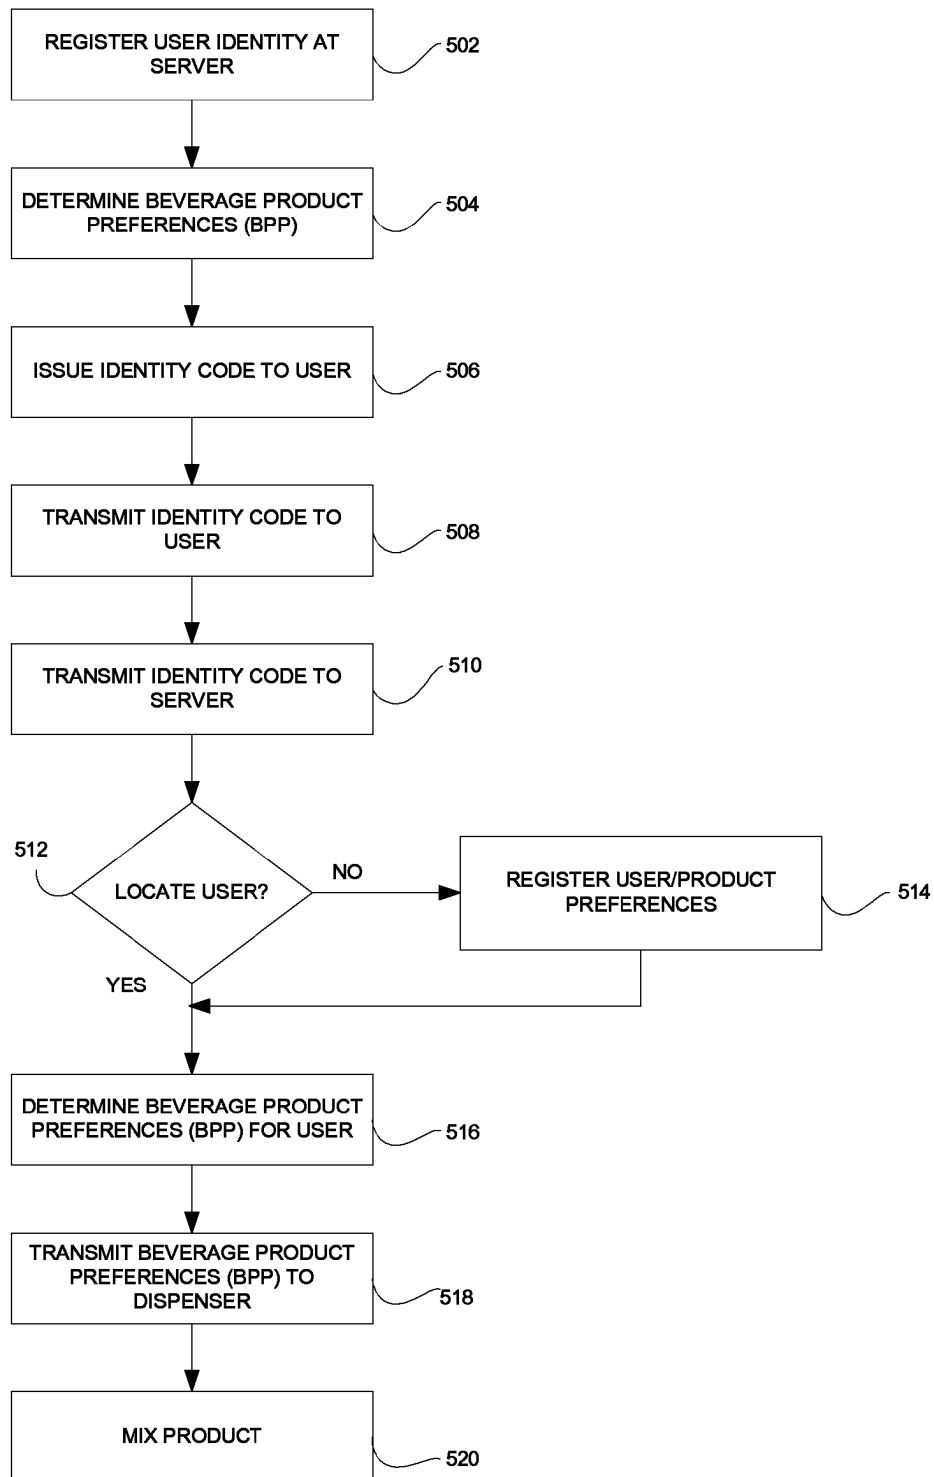 REGISTER USER IDENTITY AT
SERVER
502
DETERMINE BEVERAGE PRODUCT
PREFERENCES (BPP)
504
ISSUE IDENTITY CODE TO USER
506
TRANSMIT IDENTITY CODE TO
USER
508
TRANSMIT IDENTITY CODE TO
SERVER
510
512
LOCATE USER?
NO
REGISTER USER/PRODUCT
PREFERENCES
514
YES
DETERMINE BEVERAGE PRODUCT
PREFERENCES (BPP) FOR USER
516
TRANSMIT BEVERAGE PRODUCT
PREFERENCES (BPP) TO
DISPENSER
518
MIX PRODUCT
520